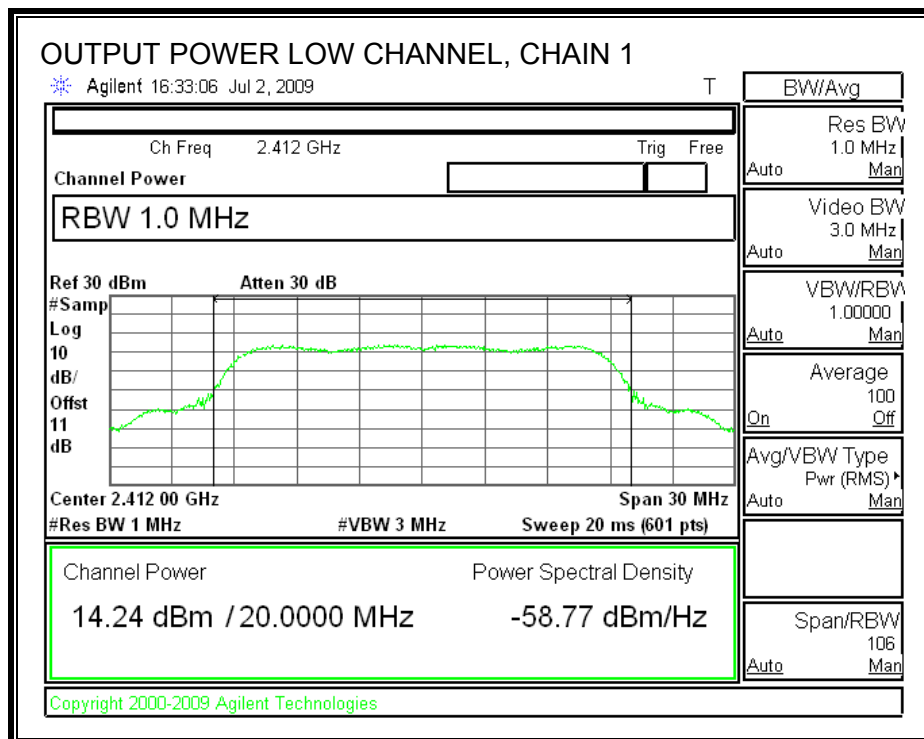 OUTPUT POWER LOW CHANNEL, CHAIN 1
Agilent 16:33:06 Jul 2, 2009 T
BW/Avg
Ch Freq 2.412 GHz Trig Free
Channel Power
RBW 1.0 MHz
Ref 30 dBm Atten 30 dB
#Samp
Log
10
dB/
Offst
11
dB
Center 2.412 00 GHz Span 30 MHz
#Res BW 1 MHz #VBW 3 MHz Sweep 20 ms (601 pts)
Channel Power Power Spectral Density
14.24 dBm / 20.0000 MHz -58.77 dBm/Hz
Copyright 2000-2009 Agilent Technologies
Res BW
1.0 MHz
Auto Man
Video BW
3.0 MHz
Auto Man
VBW/RBW
1.00000
Auto Man
Average
100
On Off
Avg/VBW Type
Pwr (RMS)
Auto Man
Span/RBW
106
Auto Man